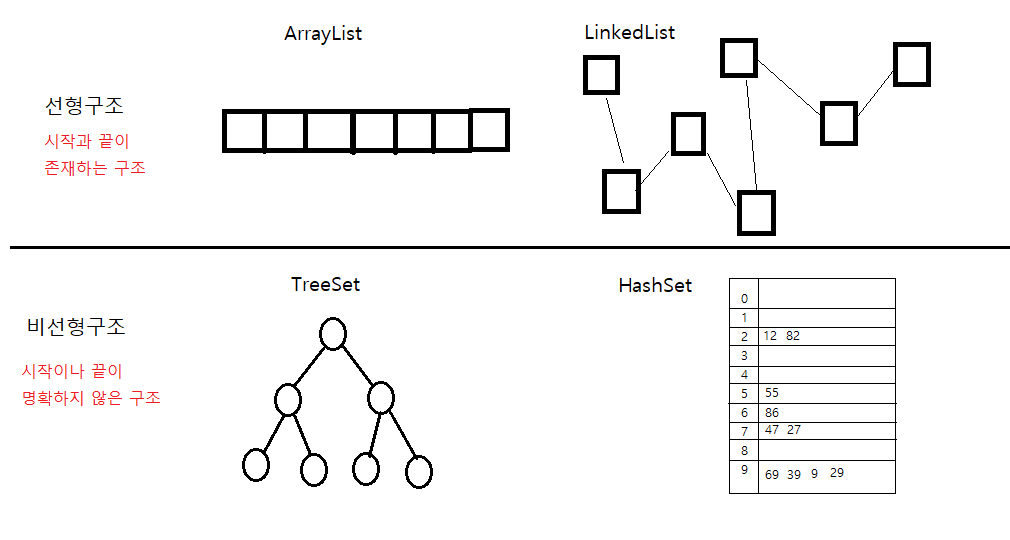 ArrayList
LinkedList
선형구조
시작과 끝이
존재하는 구조
TreeSet
HashSet
비선형구조
시작이나 끝이
명확하지 않은 구조
0
1
2 12 82
3
4
5 55
6 86
7 47 27
8
9 69 39 9 29